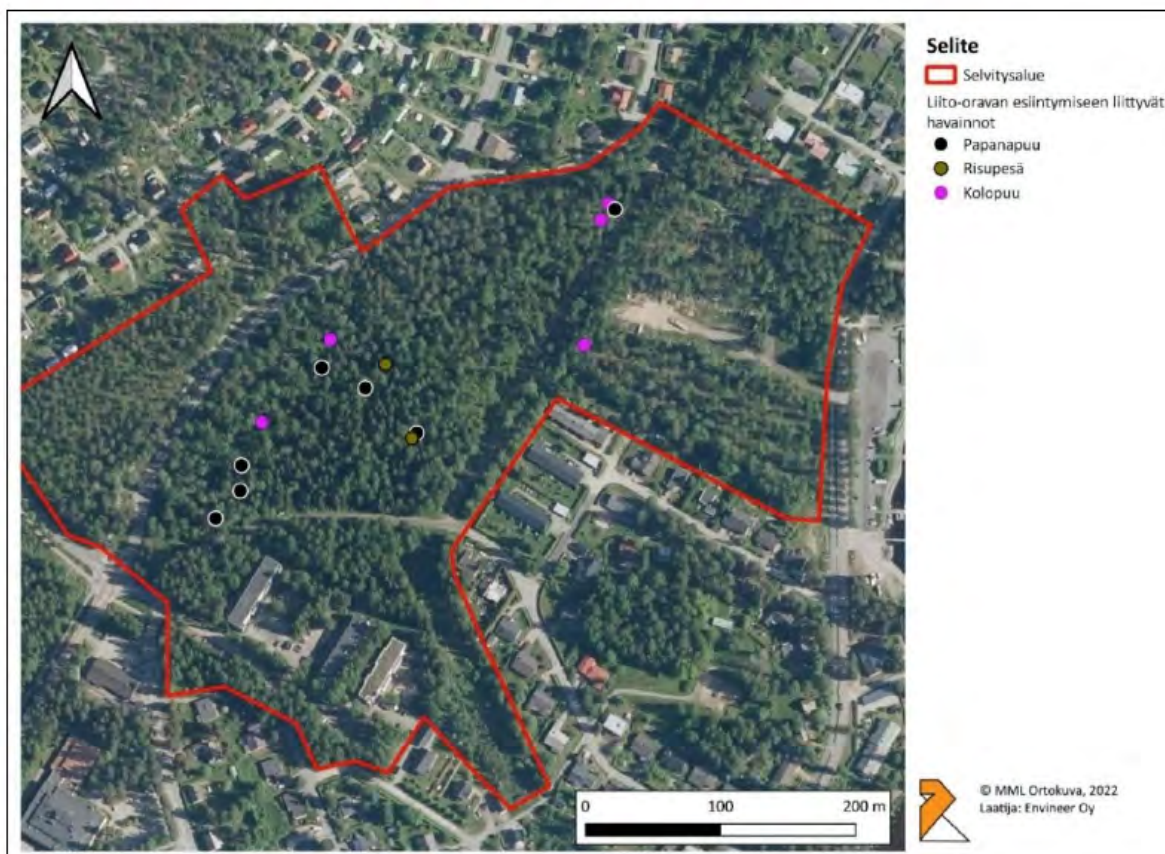 Selite
Selvitysalue
Liito-oravan esiintymiseen liittyvät
havainnot
Papanapuu
Risupesä
Kolopuu
0 100 200 m
© MML Ortokuva, 2022
Laatija: Envineer Oy